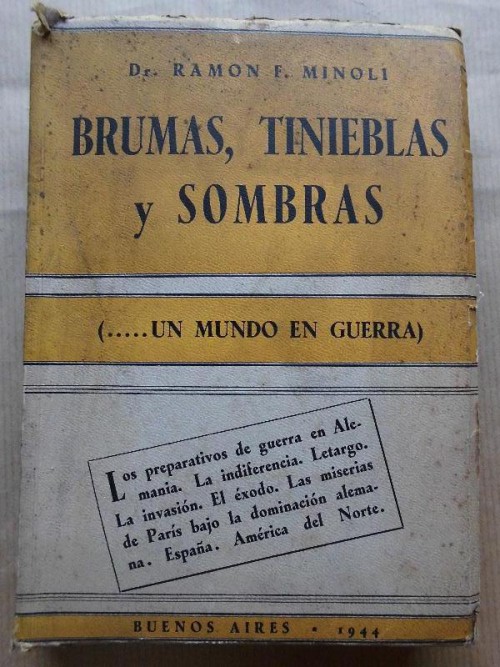 Dr. RAMON F. MINOLI
BRUMAS, TINIEBLAS
y SOMBRAS
(.....UN MUNDO EN GUERRA)
Los preparativos de guerra en Ale-
mania. La indiferencia. Letargo.
La invasión. El éxodo. Las miserias
de París bajo la dominación alema-
na. España. América del Norte.
BUENOS AIRES • 1944